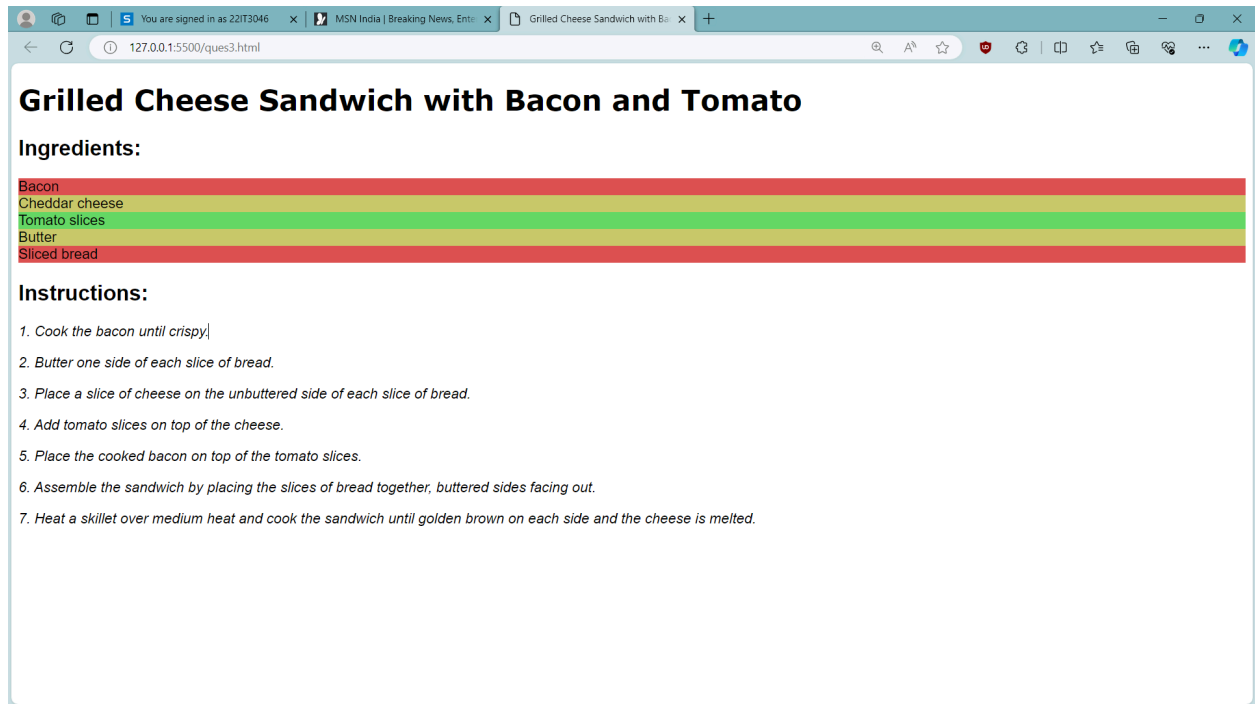 You are signed in as 22IT3046
MSN India | Breaking News, Ente
Grilled Cheese Sandwich with Ba
127.0.0.1:5500/ques3.html
Grilled Cheese Sandwich with Bacon and Tomato
Ingredients:
Bacon
Cheddar cheese
Tomato slices
Butter
Sliced bread
Instructions:
1. Cook the bacon until crispy.
2. Butter one side of each slice of bread.
3. Place a slice of cheese on the unbuttered side of each slice of bread.
4. Add tomato slices on top of the cheese.
5. Place the cooked bacon on top of the tomato slices.
6. Assemble the sandwich by placing the slices of bread together, buttered sides facing out.
7. Heat a skillet over medium heat and cook the sandwich until golden brown on each side and the cheese is melted.